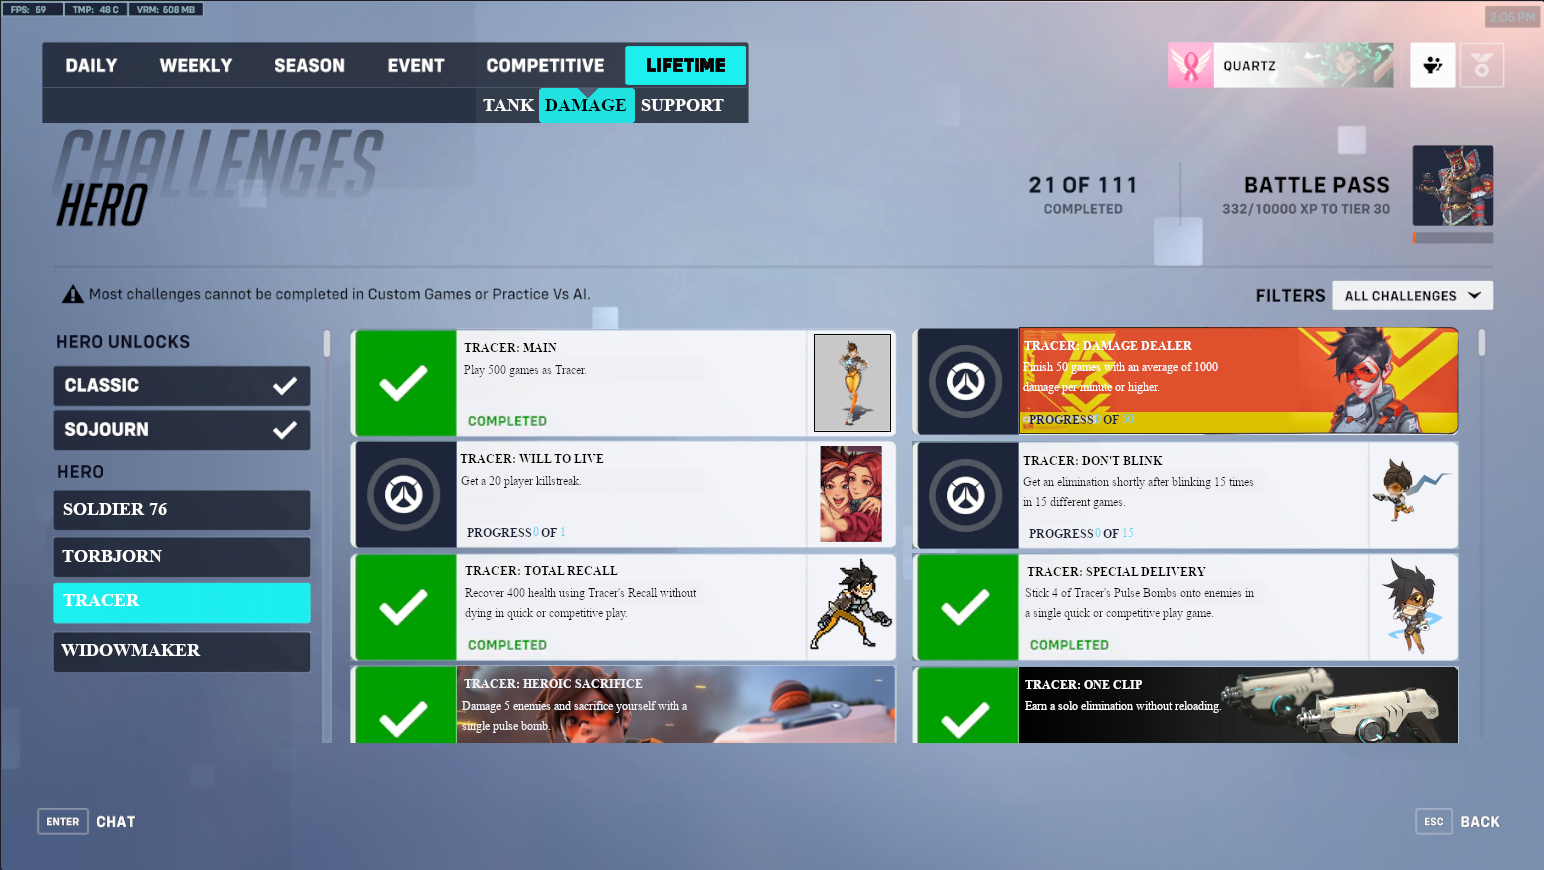 FPS: 59 TMP: 48 C VRM: 508 MB
2:05 PM
DAILY WEEKLY SEASON EVENT COMPETITIVE LIFETIME
TANK DAMAGE SUPPORT
QUARTZ
CHALLENGES
HERO
21 OF 111
COMPLETED
BATTLE PASS
332/10000 XP TO TIER 30
Most challenges cannot be completed in Custom Games or Practice Vs AI.
FILTERS ALL CHALLENGES
HERO UNLOCKS
CLASSIC
SOJOURN
HERO
SOLDIER 76
TORBJORN
TRACER
WIDOWMAKER
TRACER: MAIN
Play 500 games as Tracer.
COMPLETED
TRACER: DAMAGE DEALER
Finish 50 games with an average of 1000
damage per minute or higher.
PROGRESS OF 50
TRACER: WILL TO LIVE
Get a 20 player killstreak.
PROGRESS 0 OF 1
TRACER: DON'T BLINK
Get an elimination shortly after blinking 15 times
in 15 different games.
PROGRESS 0 OF 15
TRACER: TOTAL RECALL
Recover 400 health using Tracer's Recall without
dying in quick or competitive play.
COMPLETED
TRACER: SPECIAL DELIVERY
Stick 4 of Tracer's Pulse Bombs onto enemies in
a single quick or competitive play game.
COMPLETED
TRACER: HEROIC SACRIFICE
Damage 5 enemies and sacrifice yourself with a
single pulse bomb.
TRACER: ONE CLIP
Earn a solo elimination without reloading.
ENTER CHAT
ESC BACK